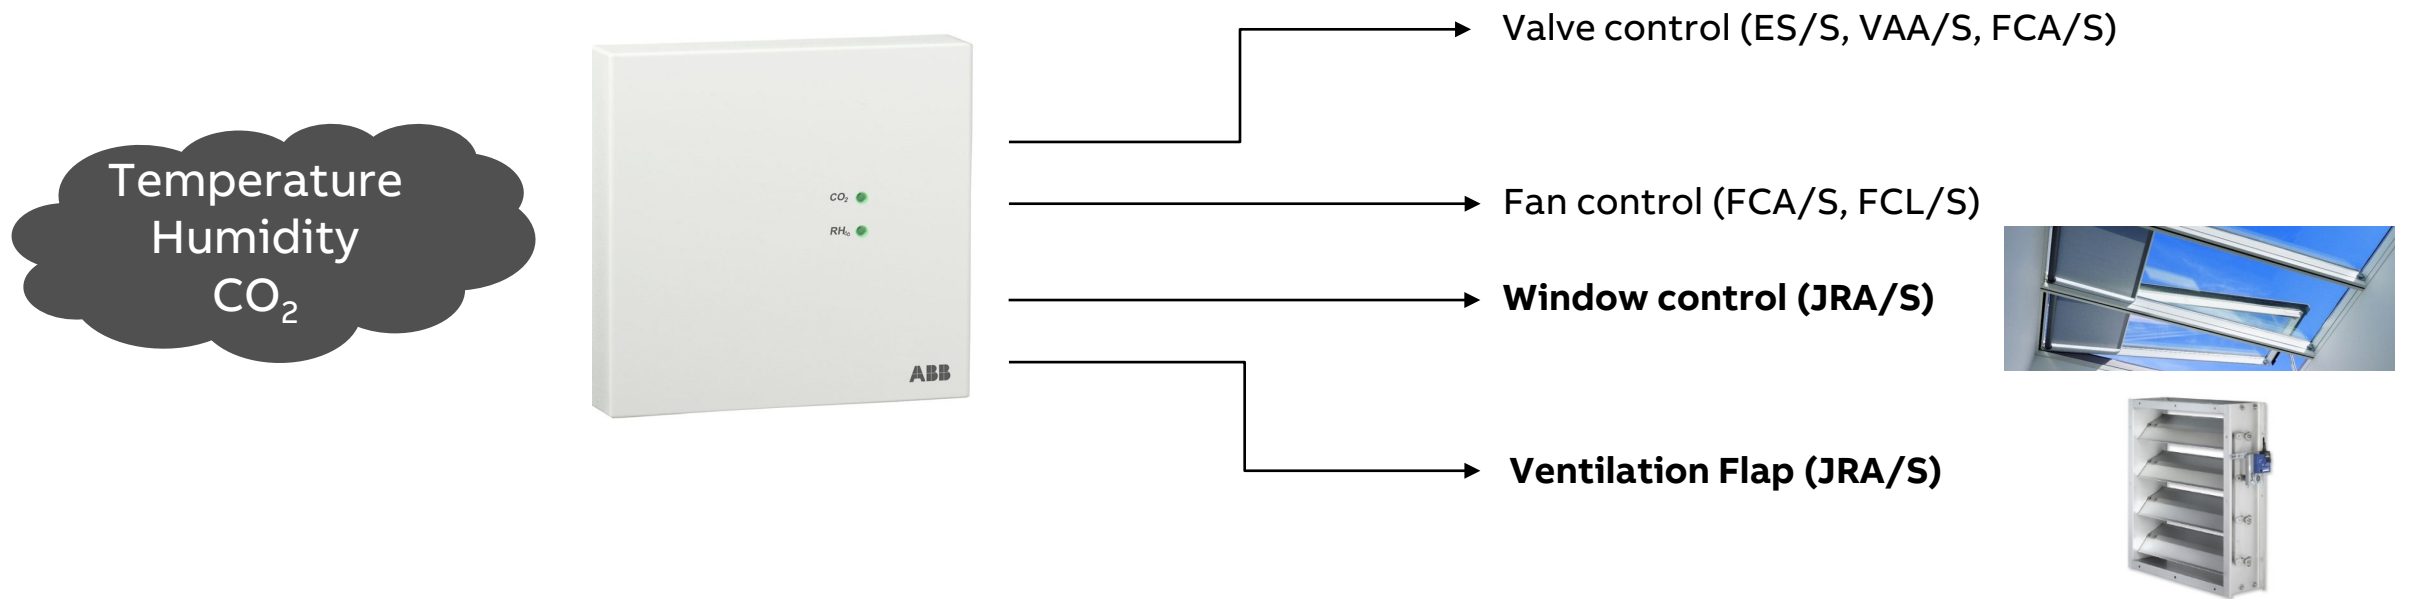 Temperature
Humidity
CO₂
CO₂
ABB
Valve control (ES/S, VAA/S, FCA/S)
Fan control (FCA/S, FCL/S)
Window control (JRA/S)
Ventilation Flap (JRA/S)